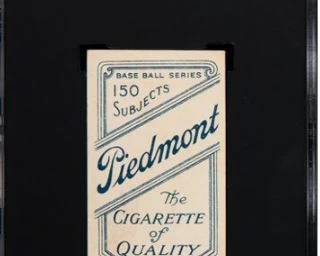 BASE BALL SERIES
150
SUBJECTS
Piedmont
The
CIGARETTE
of
QUALITY